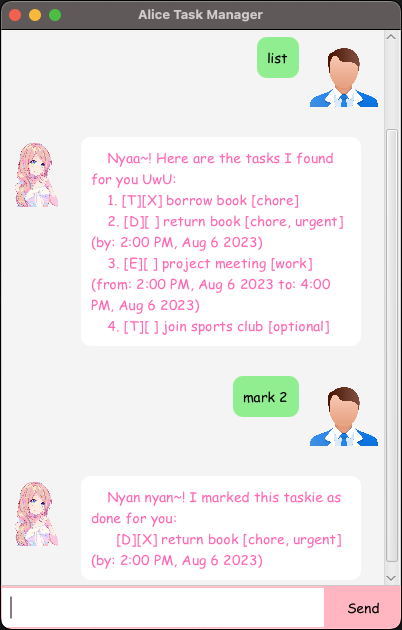 Alice Task Manager
list
Nyaa~! Here are the tasks I found
for you UwU:
1. [T][X] borrow book [chore]
2. [D][ ] return book [chore, urgent]
(by: 2:00 PM, Aug 6 2023)
3. [E][ ] project meeting [work]
(from: 2:00 PM, Aug 6 2023 to: 4:00
PM, Aug 6 2023)
4. [T][ ] join sports club [optional]
mark 2
Nyan nyan~! I marked this taskie as
done for you:
[D][X] return book [chore, urgent]
(by: 2:00 PM, Aug 6 2023)
Send